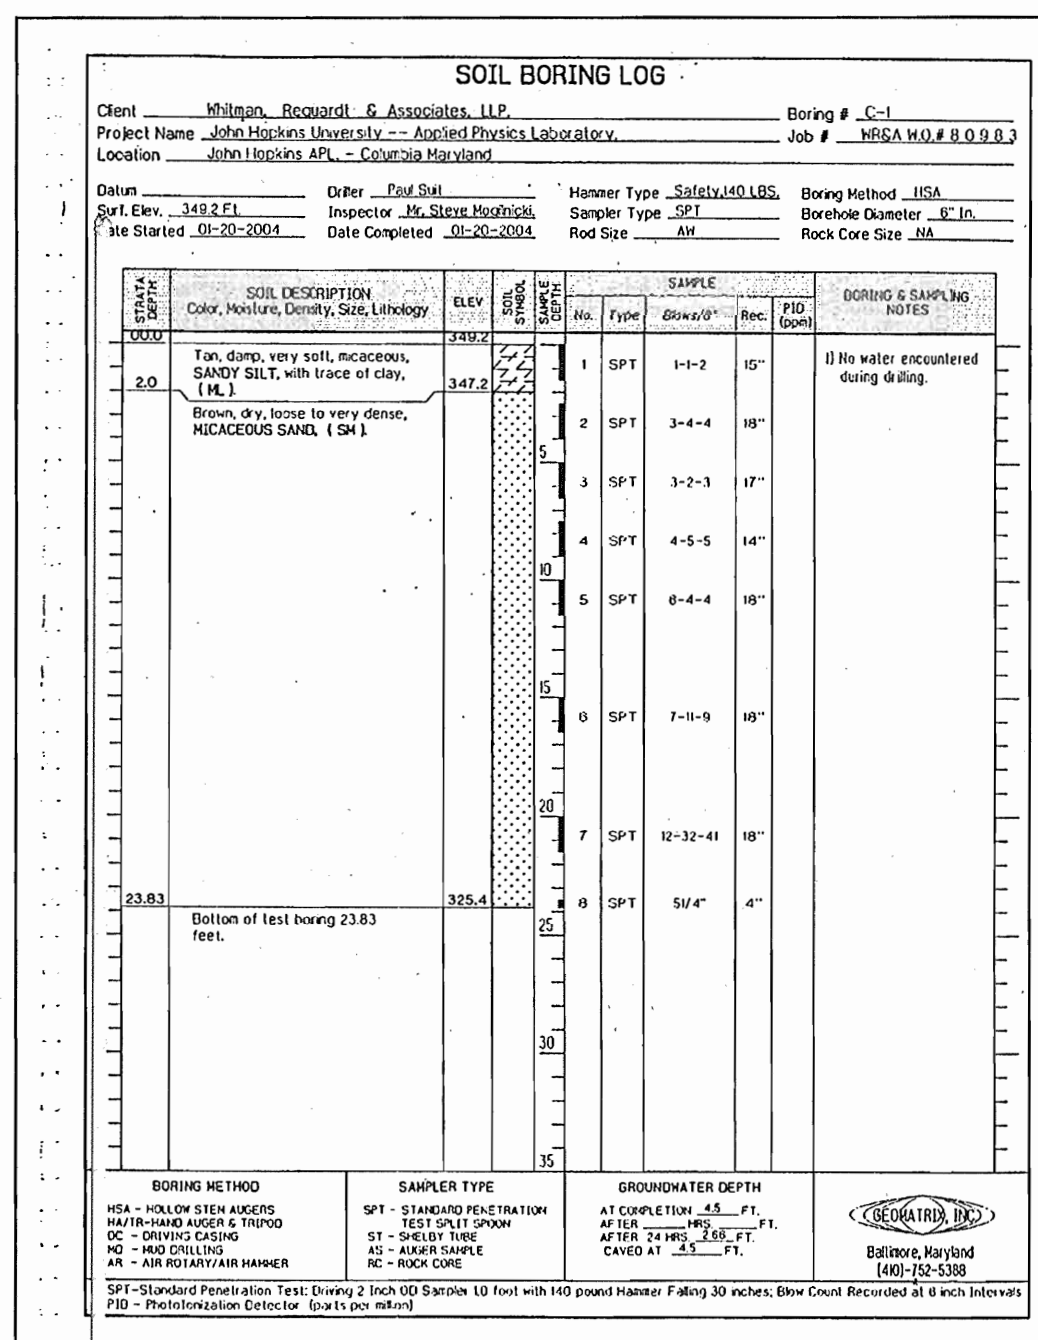 SOIL BORING LOG
Client Whitman, Requardt & Associates, LLP. Boring # C-1
Project Name John Hopkins University -- Applied Physics Laboratory. Job # WR&A W.O.# 80983
Location John Hopkins APL. - Columbia Maryland
Datum Driller Paul Suit Hammer Type Safety,140 LBS. Boring Method HSA
Surf. Elev. 349.2 Ft. Inspector Mr. Steve Sampler Type SPT Borehole Diameter 6" In.
ate Started 01-20-2004 Date Completed 01-20-2004 Rod Size AW Rock Core Size NA
STRATA DEPTH SOIL DESCRIPTION Color, Moisture, Density, Size, Lithology ELEV SOIL SYMBOL SAMPLE DEPTH SAMPLE BORING & SAMPLING NOTES
No. Type Blows/6" Rec. PID (ppm)
00.0 349.2
Tan, damp, very soft, micaceous, 1 SPT 1-1-2 15" 1) No water encountered
SANDY SILT, with trace of clay, during drilling.
2.0 ( ML ). 347.2
Brown, dry, loose to very dense, 2 SPT 3-4-4 18"
MICACEOUS SAND, ( SM ).
5
3 SPT 3-2-3 17"
4 SPT 4-5-5 14"
10
5 SPT 6-4-4 18"
15
6 SPT 7-11-9 18"
20
7 SPT 12-32-41 18"
23.83 325.4 8 SPT 51/4" 4"
Bottom of test boring 23.83 25
feet.
30
35
BORING METHOD
HSA - HOLLOW STEM AUGERS
HA/TR-HAND AUGER & TRIPOD
DC - DRIVING CASING
MD - MUD DRILLING
AR - AIR ROTARY/AIR HAMMER
SAMPLER TYPE
SPT - STANDARD PENETRATION
TEST SPLIT SPOON
ST - SHELBY TUBE
AS - AUGER SAMPLE
RC - ROCK CORE
GROUNDWATER DEPTH
AT COMPLETION 4.5 FT.
AFTER HRS. FT.
AFTER 24 HRS. 2.66 FT.
CAVED AT 4.5 FT.
GEOMATRIX, INC.
Baltimore, Maryland
(410)-752-5388
SPT-Standard Penetration Test: Driving 2 Inch OD Sampler 1.0 foot with 140 pound Hammer Falling 30 inches; Blow Count Recorded at 6 inch Intervals
PID - Photoionization Detector (parts per million)